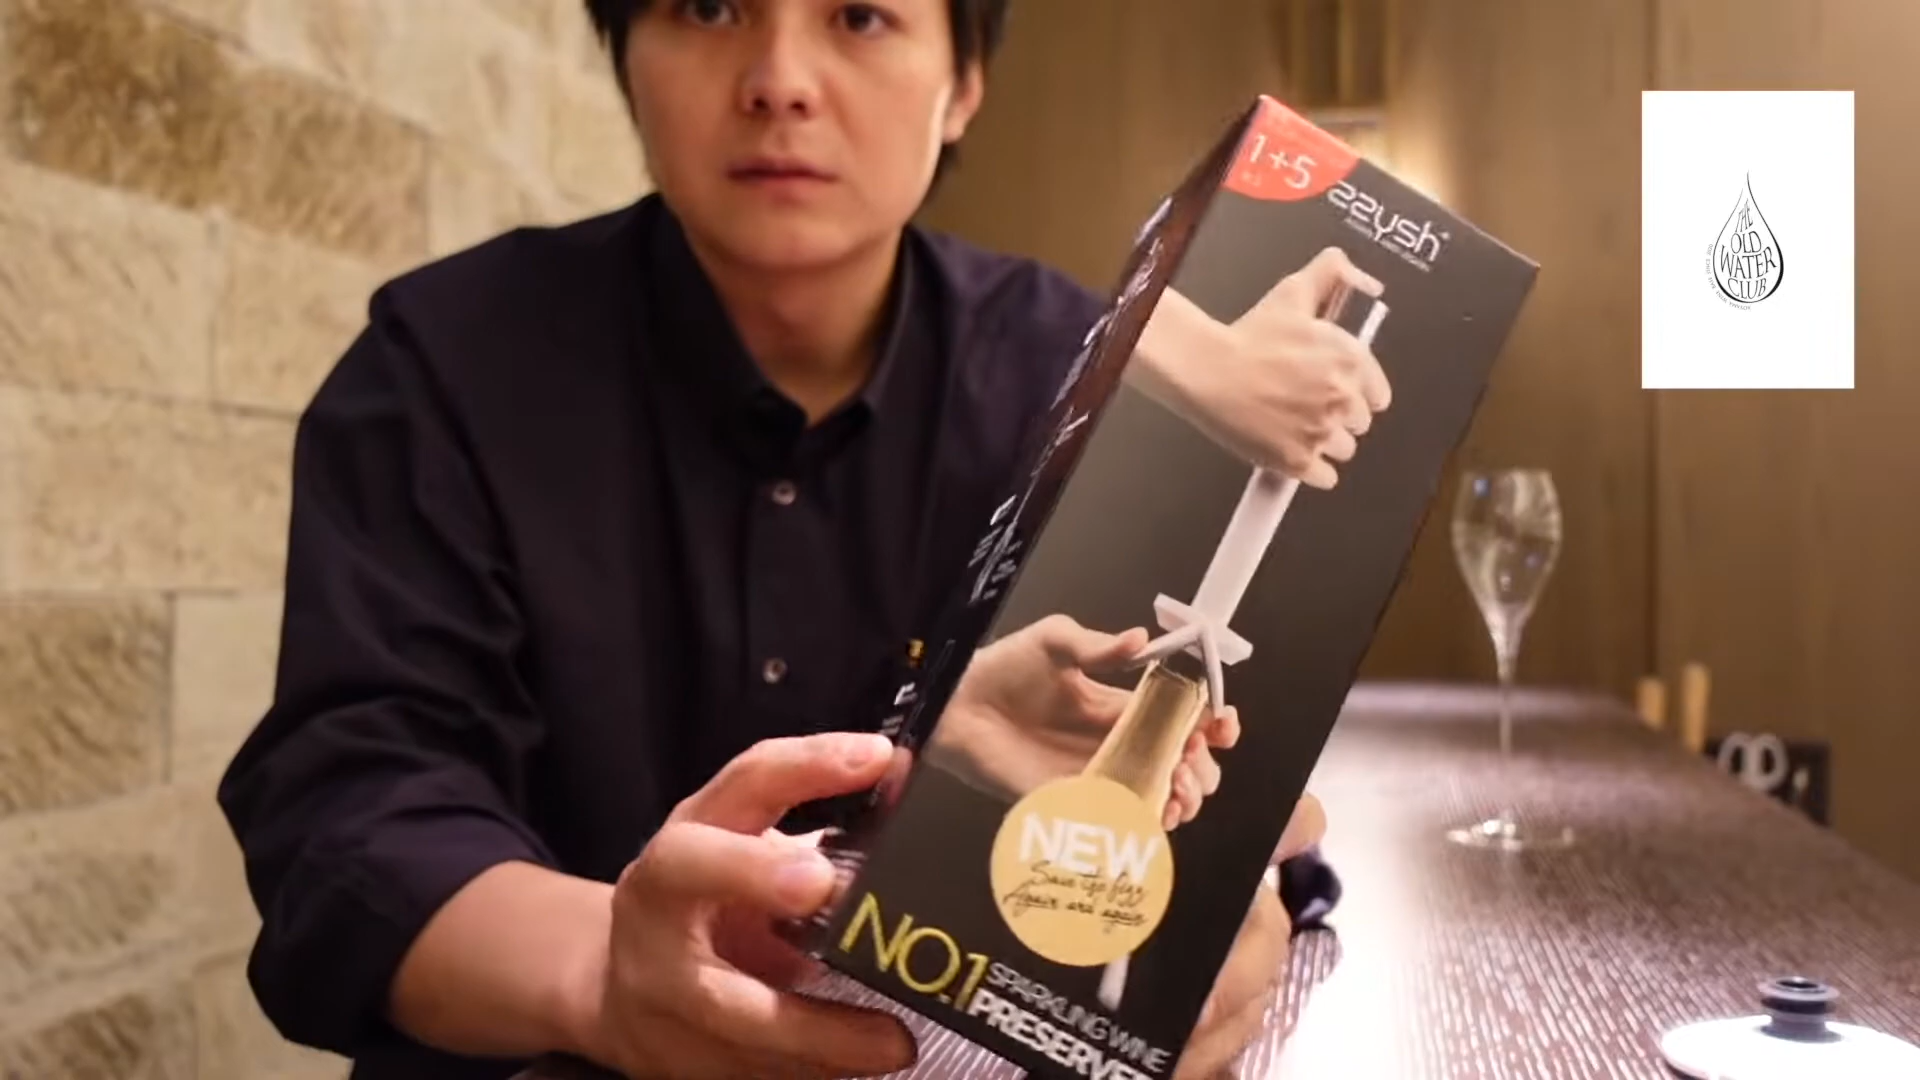 1+5
zzysh
NEW
Save the fizz
Again and again
NO.1
SPARKLING WINE
PRESERVER
THE
OLD
WATER
CLUB